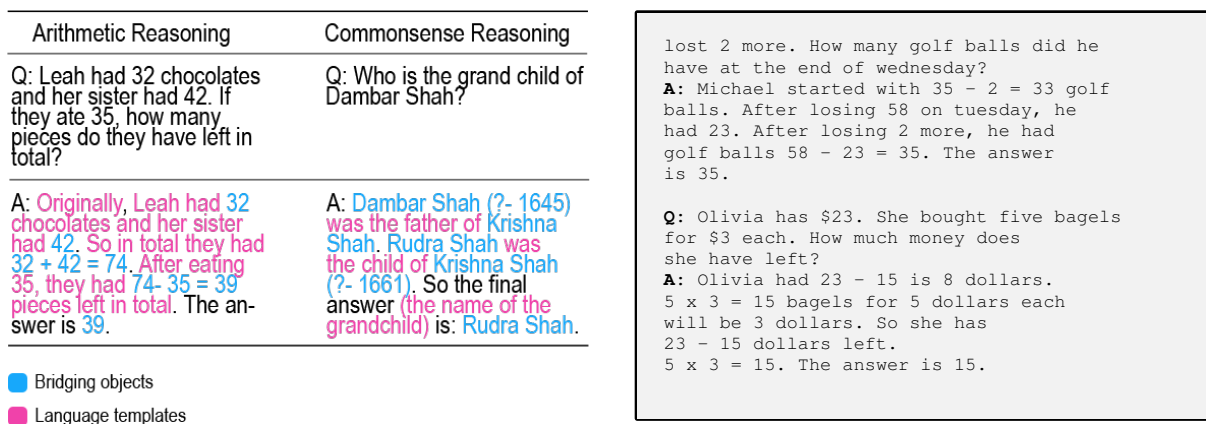 Arithmetic Reasoning
Commonsense Reasoning
Q: Leah had 32 chocolates
and her sister had 42. If
they ate 35, how many
pieces do they have left in
total?
Q: Who is the grand child of
Dambar Shah?
A: Originally, Leah had 32
chocolates and her sister
had 42. So in total they had
32 + 42 = 74. After eating
35, they had 74- 35 = 39
pieces left in total. The an-
swer is 39.
A: Dambar Shah (?- 1645)
was the father of Krishna
Shah. Rudra Shah was
the child of Krishna Shah
(?- 1661). So the final
answer (the name of the
grandchild) is: Rudra Shah.
Bridging objects
Language templates
lost 2 more. How many golf balls did he
have at the end of wednesday?
A: Michael started with 35 − 2 = 33 golf
balls. After losing 58 on tuesday, he
had 23. After losing 2 more, he had
golf balls 58 − 23 = 35. The answer
is 35.
Q: Olivia has $23. She bought five bagels
for $3 each. How much money does
she have left?
A: Olivia had 23 − 15 is 8 dollars.
5 x 3 = 15 bagels for 5 dollars each
will be 3 dollars. So she has
23 − 15 dollars left.
5 x 3 = 15. The answer is 15.